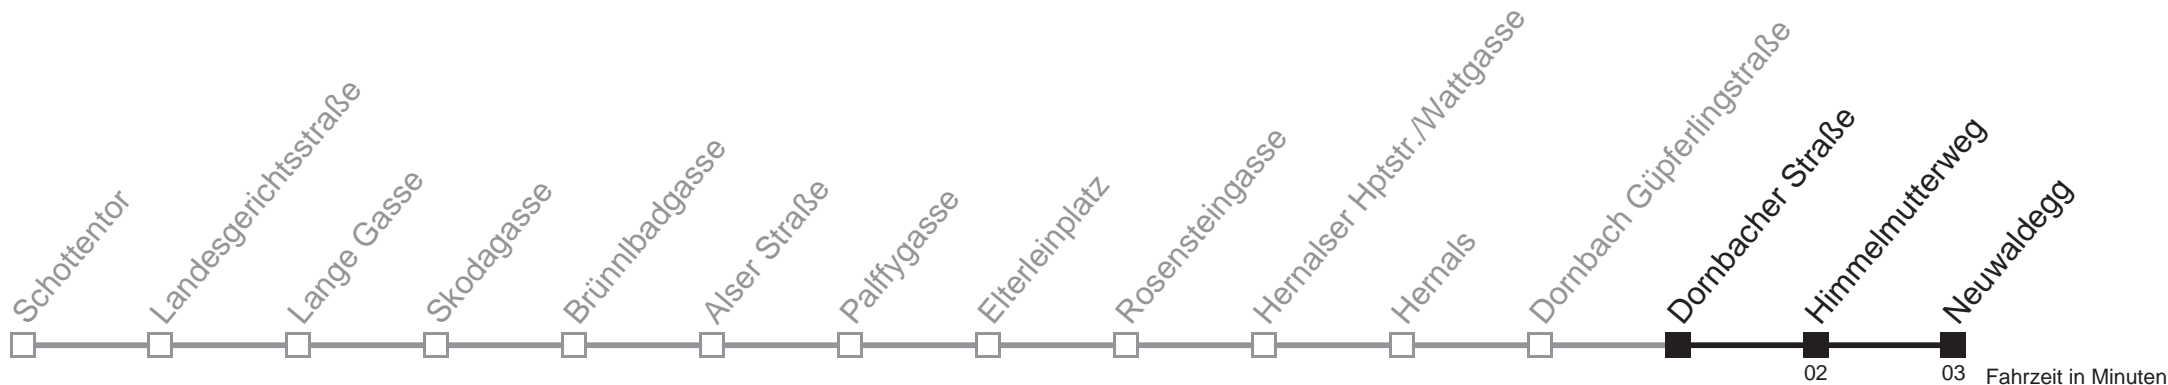 Schottentor
Landesgerichtsstraße
Lange Gasse
Skodagasse
Brünnlbadgasse
Alser Straße
Palffygasse
Elterleinplatz
Rosensteingasse
Hernalser Hptstr./Wattgasse
Hernals
Dornbach Güpferlingstraße
Dornbacher Straße
Himmelmutterweg
Neuwaldegg
02
03
Fahrzeit in Minuten